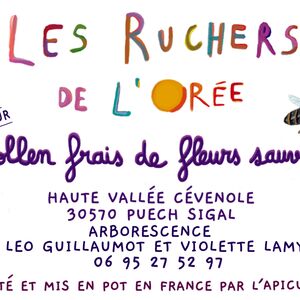 LES RUCHERS
DE L'ORÉE
ollen frais de fleurs sauv
HAUTE VALLÉE CÉVENOLE
30570 PUECH SIGAL
ARBORESCENCE
LEO GUILLAUMOT ET VIOLETTE LAMY
06 95 27 52 97
TÉ ET MIS EN POT EN FRANCE PAR L'APICU